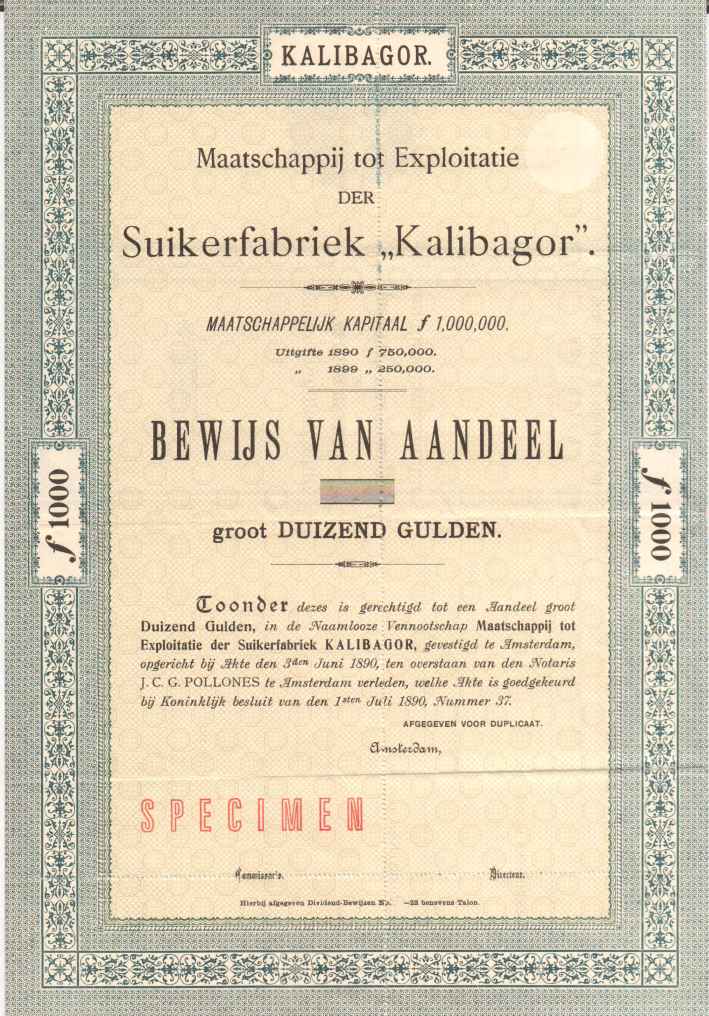 KALIBAGOR.
Maatschappij tot Exploitatie
DER
Suikerfabriek „Kalibagor”.
MAATSCHAPPELIJK KAPITAAL ƒ 1,000,000.
Uitgifte 1890 ƒ 750,000.
„ 1899 „ 250,000.
BEWIJS VAN AANDEEL
ƒ 1000
ƒ 1000
groot DUIZEND GULDEN.
Toonder dezes is gerechtigd tot een Aandeel groot
Duizend Gulden, in de Naamlooze Vennootschap Maatschappij tot
Exploitatie der Suikerfabriek KALIBAGOR, gevestigd te Amsterdam,
opgericht bij Akte den 3den Juni 1890, ten overstaan van den Notaris
J. C. G. POLLONES te Amsterdam verleden, welke Akte is goedgekeurd
bij Koninklijk besluit van den 1sten Juli 1890, Nummer 37.
AFGEGEVEN VOOR DUPLICAAT.
Amsterdam,
SPECIMEN
Commissaris. Directeur.
Hierbij afgegeven Dividend-Bewijzen No. —28 benevens Talon.